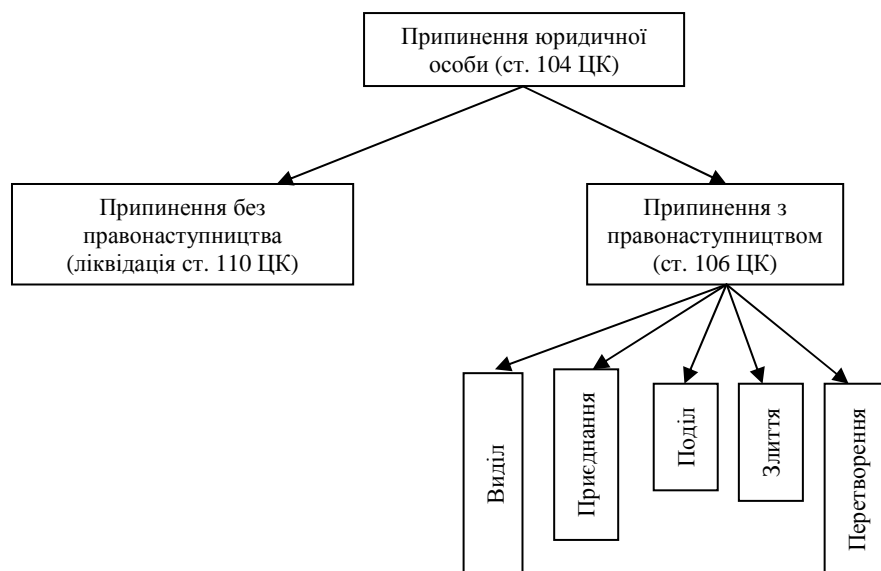 Припинення юридичної
особи (ст. 104 ЦК)
Припинення без
правонаступництва
(ліквідація ст. 110 ЦК)
Припинення з
правонаступництвом
(ст. 106 ЦК)
Виділ
Приєднання
Поділ
Злиття
Перетворення